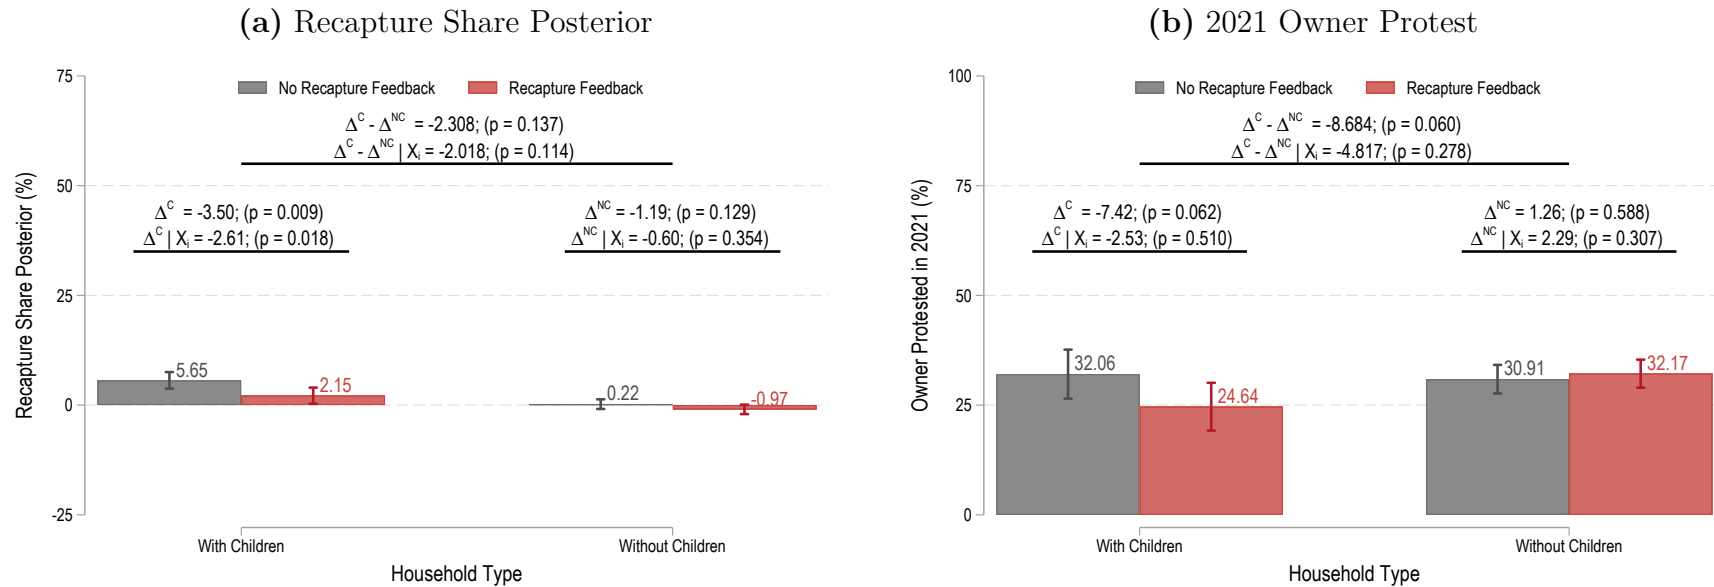 (a) Recapture Share Posterior
75
50
25
0
-25
Recapture Share Posterior (%)
No Recapture Feedback
Recapture Feedback
Δ^C - Δ^NC = -2.308; (p = 0.137)
Δ^C - Δ^NC | X_i = -2.018; (p = 0.114)
Δ^C = -3.50; (p = 0.009)
Δ^C | X_i = -2.61; (p = 0.018)
Δ^NC = -1.19; (p = 0.129)
Δ^NC | X_i = -0.60; (p = 0.354)
5.65
2.15
0.22
-0.97
With Children
Without Children
Household Type
(b) 2021 Owner Protest
100
75
50
25
0
Owner Protested in 2021 (%)
No Recapture Feedback
Recapture Feedback
Δ^C - Δ^NC = -8.684; (p = 0.060)
Δ^C - Δ^NC | X_i = -4.817; (p = 0.278)
Δ^C = -7.42; (p = 0.062)
Δ^C | X_i = -2.53; (p = 0.510)
Δ^NC = 1.26; (p = 0.588)
Δ^NC | X_i = 2.29; (p = 0.307)
32.06
24.64
30.91
32.17
With Children
Without Children
Household Type